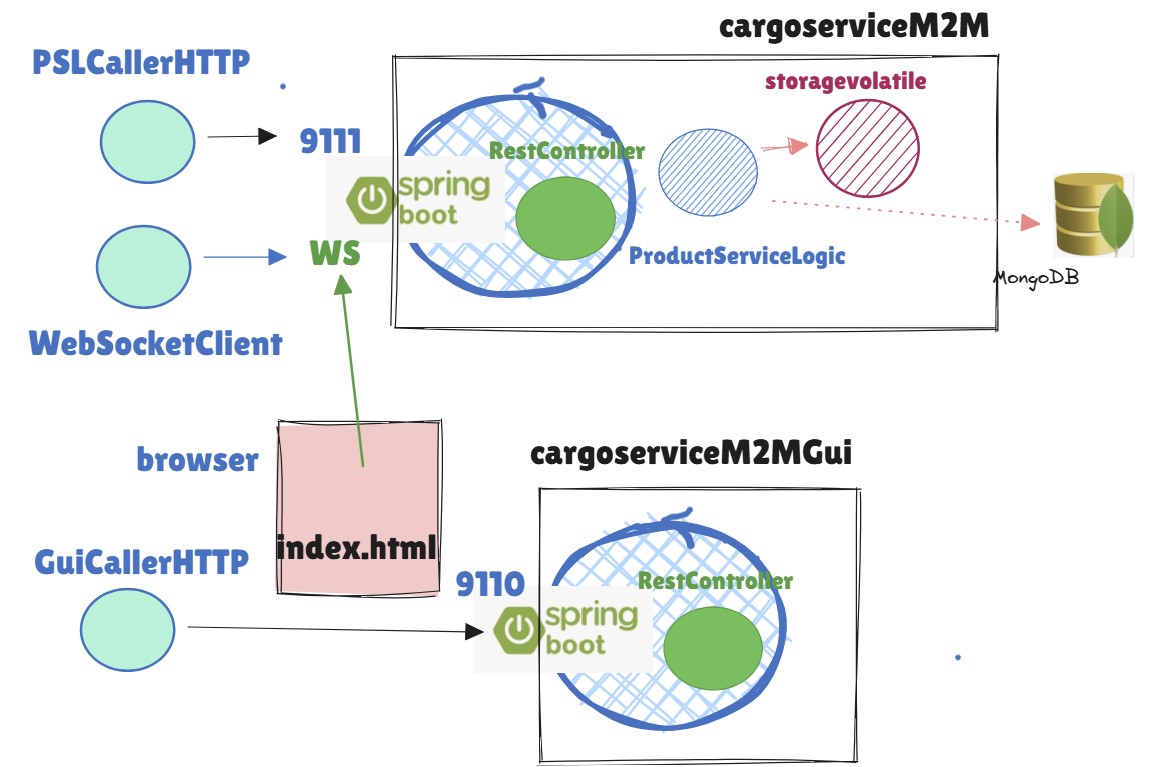 cargoserviceM2M
PSLCallerHTTP
storagevolatile
9111
RestController
spring
boot
WS
ProductServiceLogic
MongoDB
WebSocketClient
browser
cargoserviceM2MGui
index.html
GuiCallerHTTP
9110
RestController
spring
boot